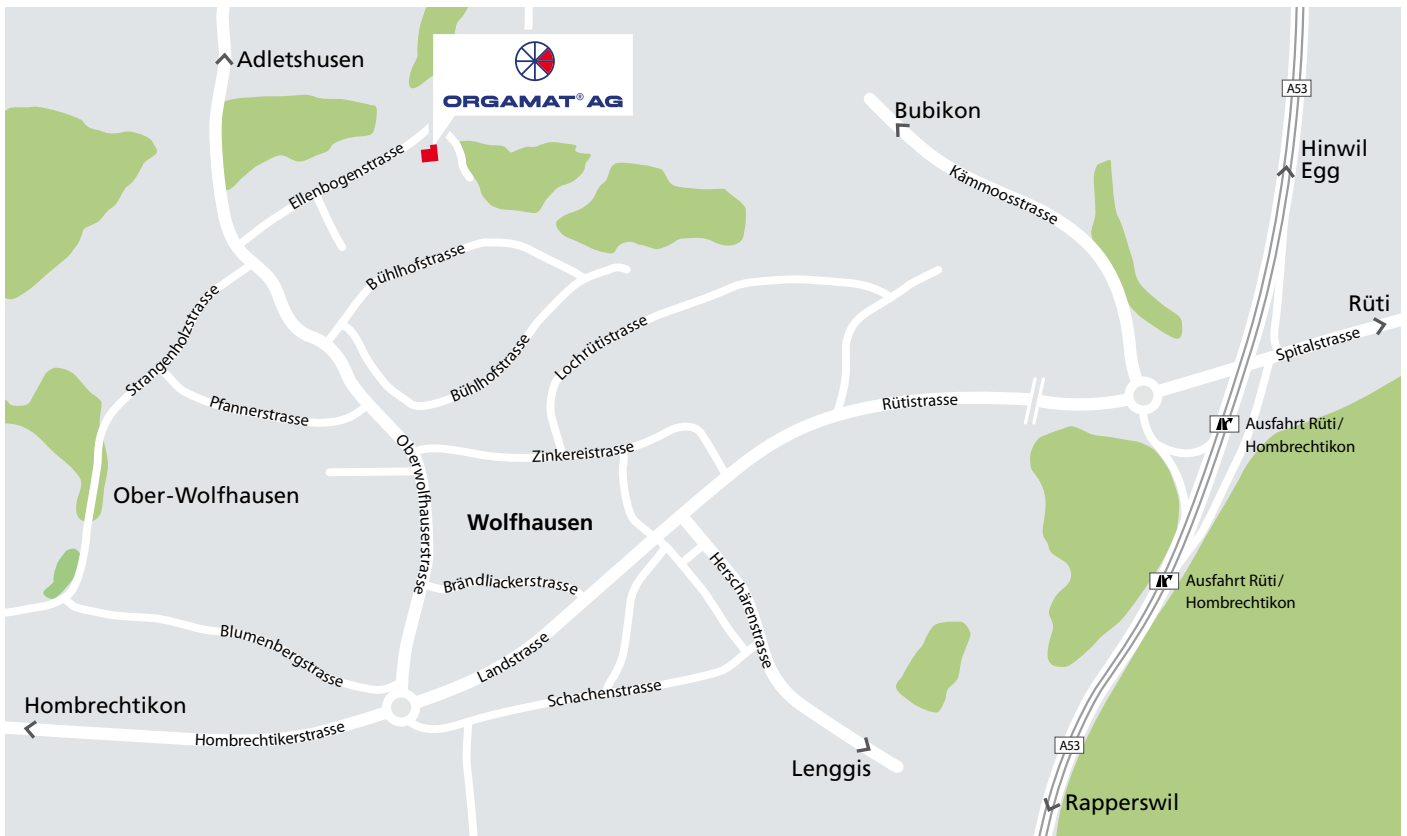 Adletshusen
ORGAMAT® AG
A53
Bubikon
Hinwil
Egg
Ellenbogenstrasse
Kämmoosstrasse
Bühlhofstrasse
Rüti
Strangenholzstrasse
Lochrütistrasse
Spitalstrasse
Bühlhofstrasse
Pfannerstrasse
Rütistrasse
Ausfahrt Rüti/
Hombrechtikon
Oberwolfhauserstrasse
Zinkereistrasse
Ober-Wolfhausen
Wolfhausen
Brändliackerstrasse
Herschärenstrasse
Ausfahrt Rüti/
Hombrechtikon
Blumenbergstrasse
Landstrasse
Schachenstrasse
Hombrechtikon
Hombrechtikerstrasse
A53
Lenggis
Rapperswil